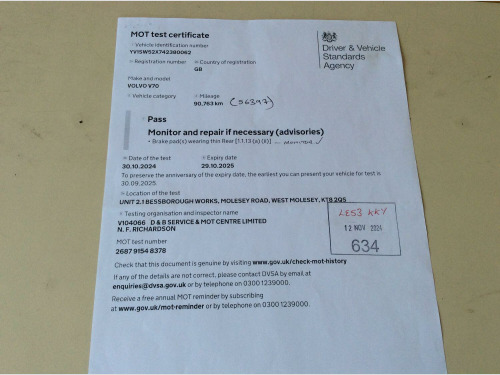 MOT test certificate
Vehicle identification number
YV1SW52X742380062
Registration number Country of registration
GB
Make and model
VOLVO V70
Vehicle category Mileage
90,763 km (56397)
Driver & Vehicle
Standards
Agency
Pass
Monitor and repair if necessary (advisories)
• Brake pad(s) wearing thin Rear [1.1.13 (a) (ii)] — MONITOR ✓
Date of the test Expiry date
30.10.2024 29.10.2025
To preserve the anniversary of the expiry date, the earliest you can present your vehicle for test is
30.09.2025.
Location of the test
UNIT 2.1 BESSBOROUGH WORKS, MOLESEY ROAD, WEST MOLESEY, KT8 2QS
Testing organisation and inspector name
V104066 D & B SERVICE & MOT CENTRE LIMITED
N. F. RICHARDSON
MOT test number
2687 9154 8378
LE53 KKV
12 NOV 2024
634
Check that this document is genuine by visiting www.gov.uk/check-mot-history
If any of the details are not correct, please contact DVSA by email at
enquiries@dvsa.gov.uk or by telephone on 0300 1239000.
Receive a free annual MOT reminder by subscribing
at www.gov.uk/mot-reminder or by telephone on 0300 1239000.